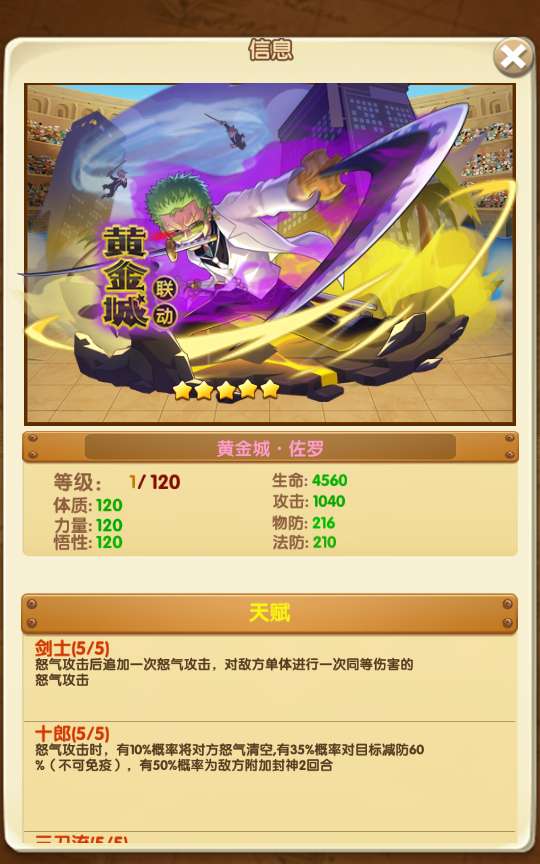 信息
黄金城
联动
黄金城·佐罗
等级: 1/120
体质: 120
力量: 120
悟性: 120
生命: 4560
攻击: 1040
物防: 216
法防: 210
天赋
剑士(5/5)
怒气攻击后追加一次怒气攻击，对敌方单体进行一次同等伤害的
怒气攻击
十郎(5/5)
怒气攻击时，有10%概率将对方怒气清空,有35%概率对目标减防60
%（不可免疫），有50%概率为敌方附加封神2回合
三刀流(5/5)